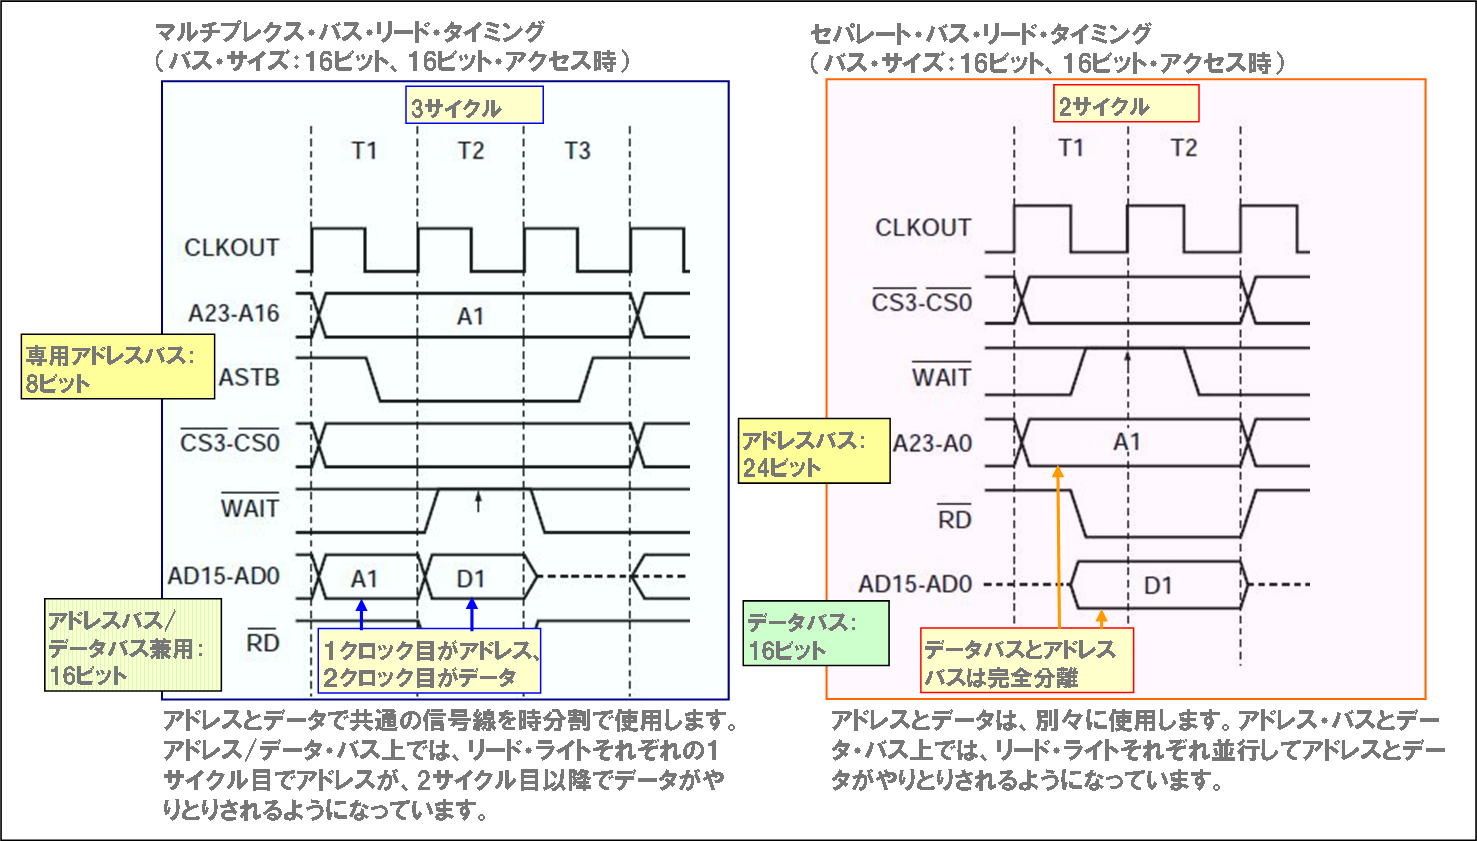 マルチプレクス・バス・リード・タイミング
（バス・サイズ：16ビット、16ビット・アクセス時）
3サイクル
T1 T2 T3
CLKOUT
A23-A16 A1
専用アドレスバス：
8ビット
ASTB
CS3-CS0
WAIT
AD15-AD0 A1 D1
アドレスバス/
データバス兼用：
16ビット
RD
1クロック目がアドレス、
2クロック目がデータ
アドレスとデータで共通の信号線を時分割で使用します。
アドレス/データ・バス上では、リード・ライトそれぞれの1
サイクル目でアドレスが、2サイクル目以降でデータがや
りとりされるようになっています。
セパレート・バス・リード・タイミング
（バス・サイズ：16ビット、16ビット・アクセス時）
2サイクル
T1 T2
CLKOUT
CS3-CS0
WAIT
アドレスバス：
24ビット
A23-A0 A1
RD
AD15-AD0 D1
データバス：
16ビット
データバスとアドレス
バスは完全分離
アドレスとデータは、別々に使用します。アドレス・バスとデー
タ・バス上では、リード・ライトそれぞれ並行してアドレスとデー
タがやりとりされるようになっています。